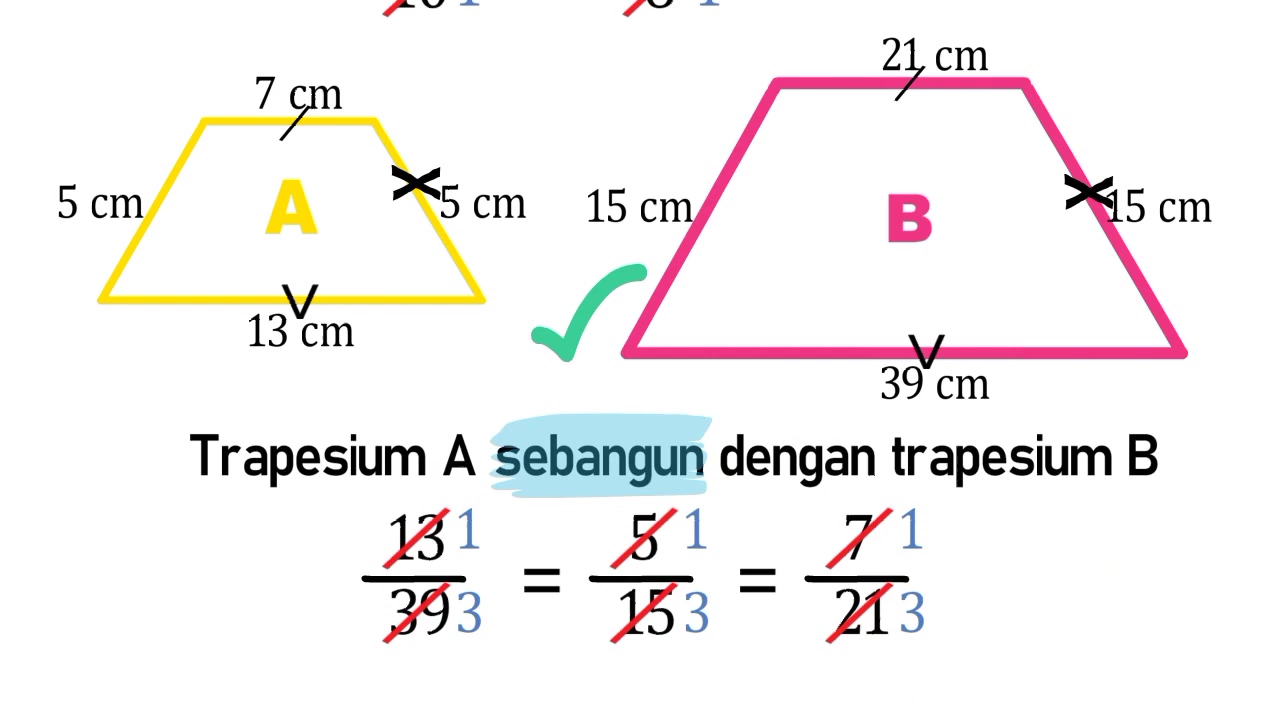 7 cm
21 cm
5 cm
A
5 cm
15 cm
B
15 cm
13 cm
39 cm
Trapesium A sebangun dengan trapesium B
13 1 5 1 7 1
= =
39 3 15 3 21 3